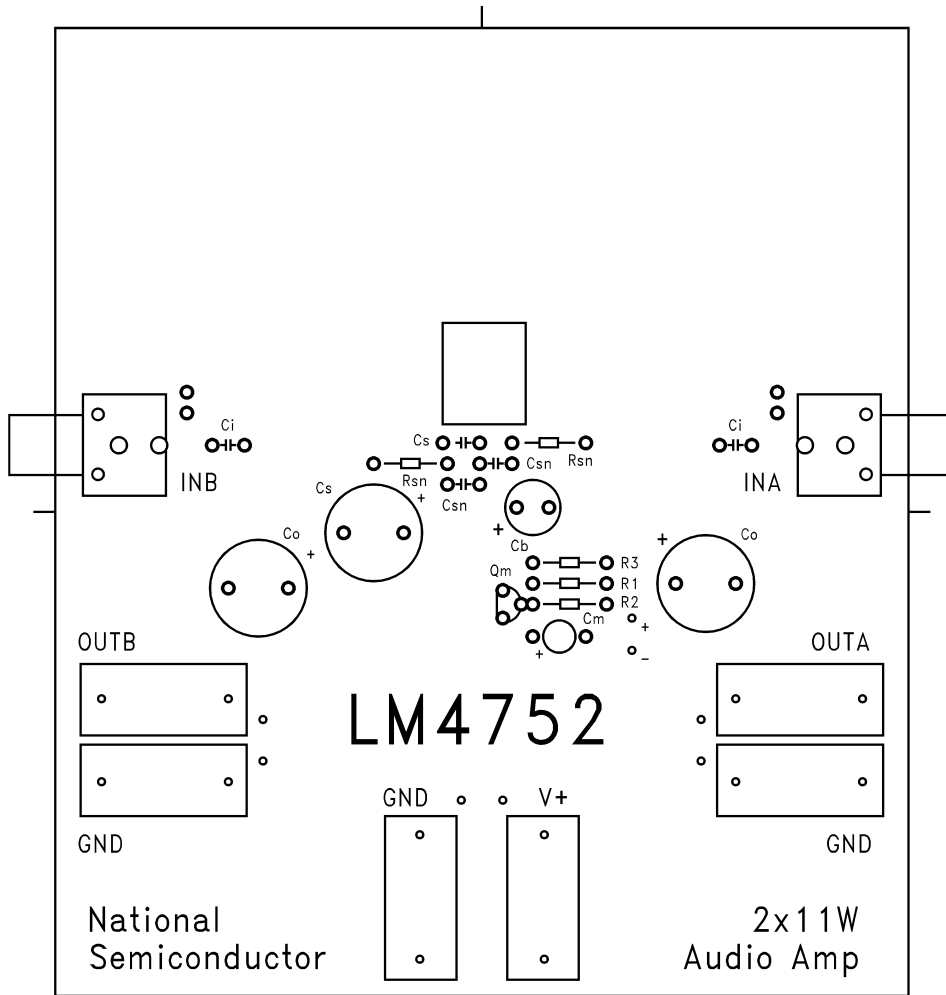 Ci
Ci
Cs
Rsn
Csn
Rsn
Csn
INB
INA
Cs
+
Co
+
+
Cb
+
Co
R3
Qm
R1
R2
Cm
+
+
-
OUTB
OUTA
LM4752
GND
V+
GND
GND
National
Semiconductor
2x11W
Audio Amp